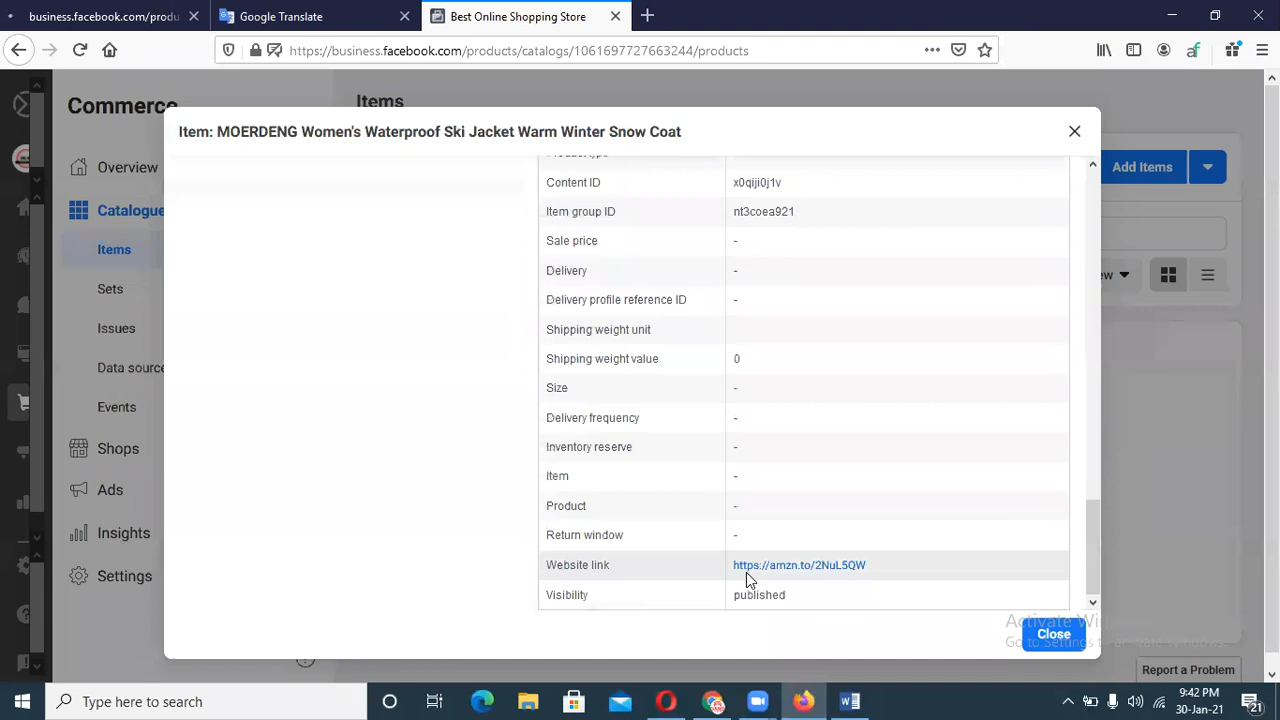 business.facebook.com/produ
Google Translate
Best Online Shopping Store
https://business.facebook.com/products/catalogs/1061697727663244/products
Commerce
Items
Item: MOERDENG Women's Waterproof Ski Jacket Warm Winter Snow Coat
Overview
Add Items
Content ID x0qiji0j1v
Catalogue
Item group ID nt3coea921
Sale price -
Items
Delivery -
Sets
Delivery profile reference ID -
Issues
Shipping weight unit
Shipping weight value 0
Data source
Size -
Events
Delivery frequency -
Shops
Inventory reserve -
Item -
Ads
Product -
Insights
Return window -
Website link https://amzn.to/2NuL5QW
Settings
Visibility published
Close
Report a Problem
Type here to search
9:42 PM
30-Jan-21
21